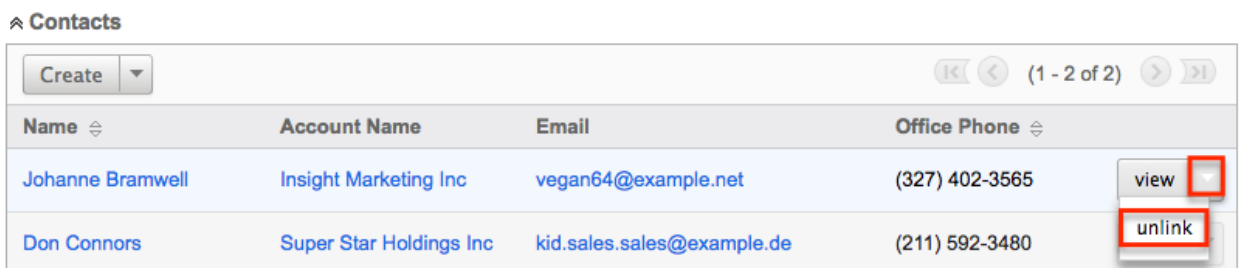 Contacts
Create (1 - 2 of 2)
Name Account Name Email Office Phone
Johanne Bramwell Insight Marketing Inc vegan64@example.net (327) 402-3565 view
unlink
Don Connors Super Star Holdings Inc kid.sales.sales@example.de (211) 592-3480